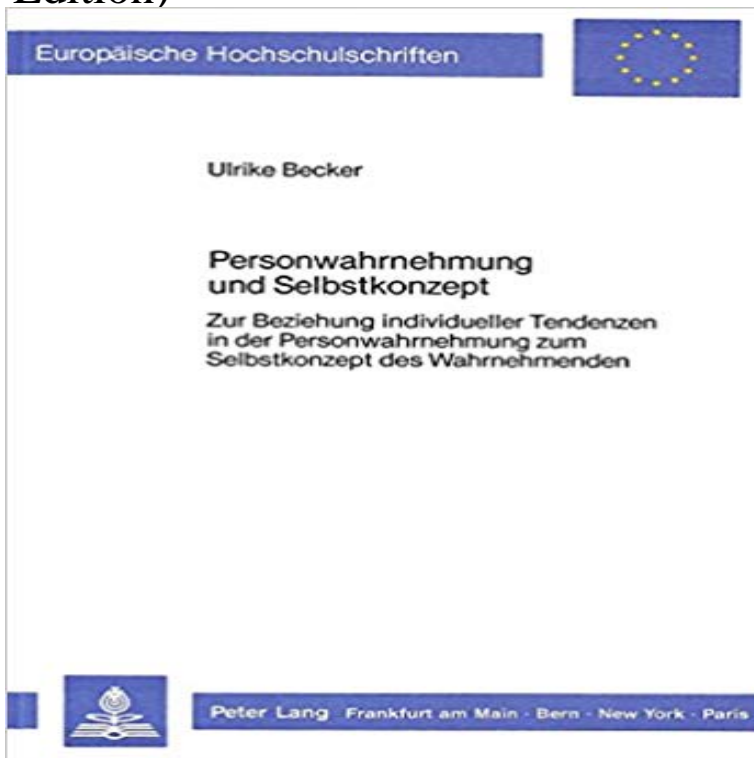 Edition)
Europäische Hochschulschriften
Ulrike Becker
Personwahrnehmung
und Selbstkonzept
Zur Beziehung individueller Tendenzen
in der Personwahrnehmung zum
Selbstkonzept des Wahrnehmenden
Peter Lang Frankfurt am Main · Bern · New York · Paris